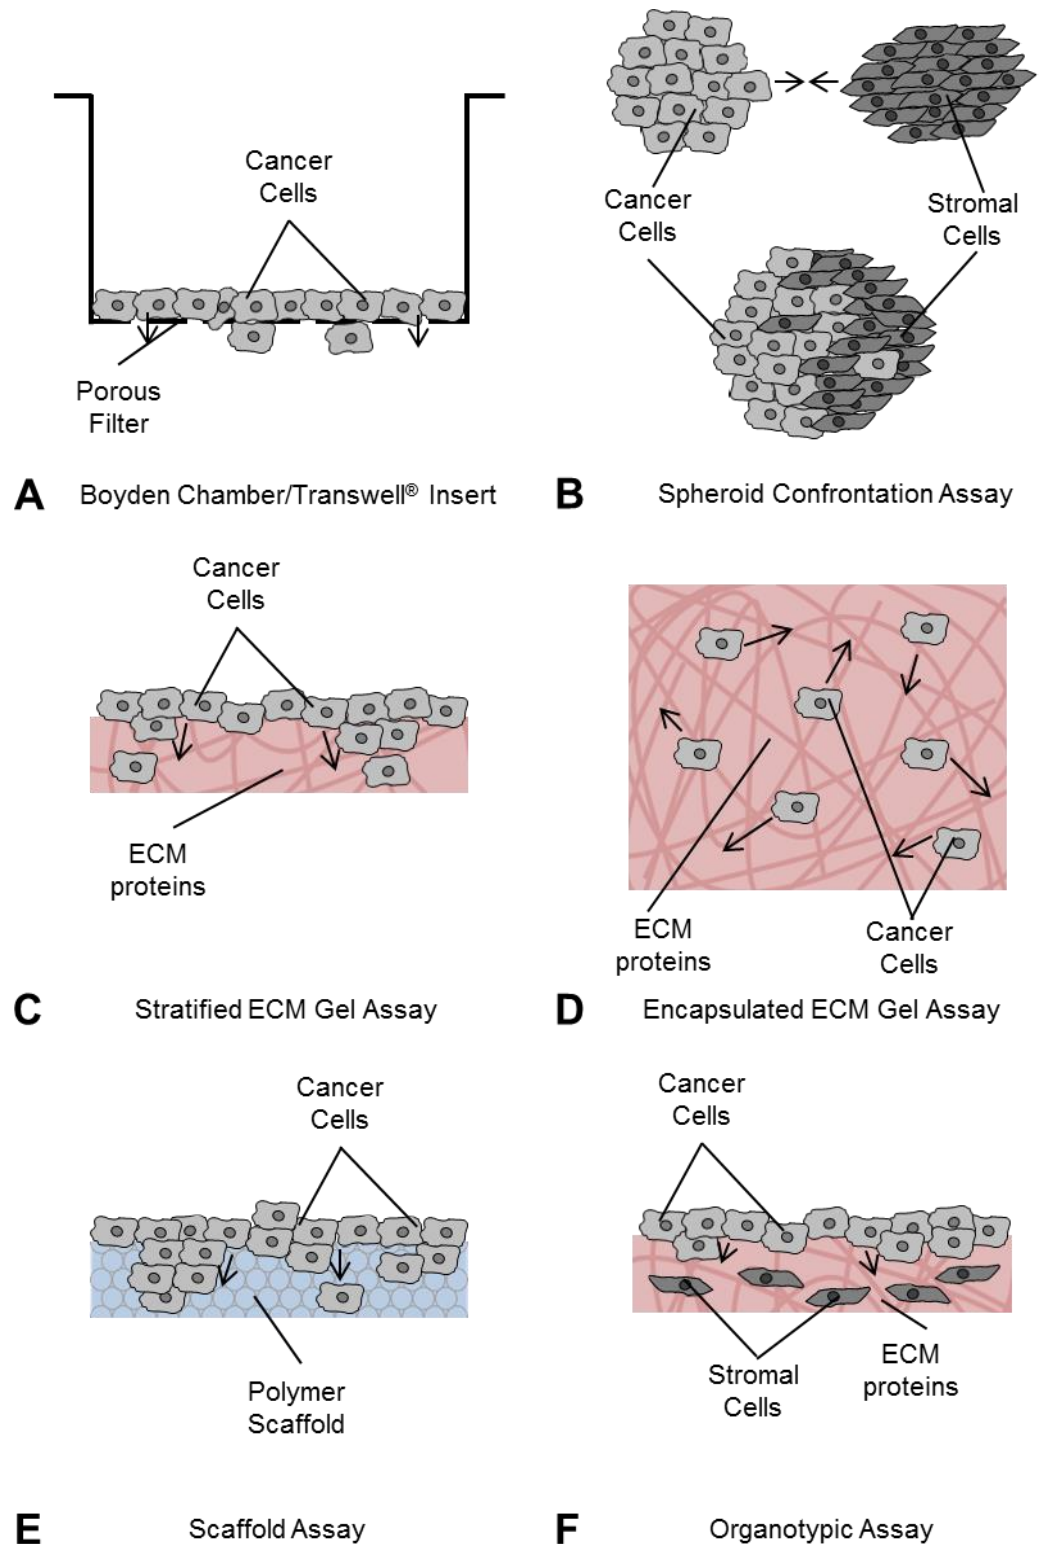 Cancer
Cells
Porous
Filter
A Boyden Chamber/Transwell® Insert
Cancer
Cells
Stromal
Cells
B Spheroid Confrontation Assay
Cancer
Cells
ECM
proteins
C Stratified ECM Gel Assay
ECM
proteins
Cancer
Cells
D Encapsulated ECM Gel Assay
Cancer
Cells
Polymer
Scaffold
E Scaffold Assay
Cancer
Cells
Stromal
Cells
ECM
proteins
F Organotypic Assay